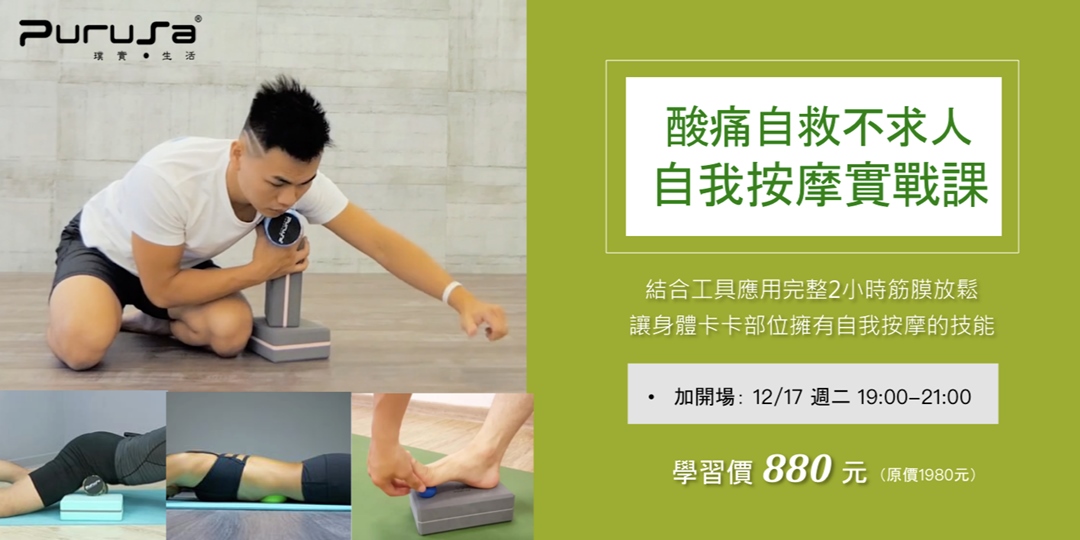 PURUSA®
璞實●生活
酸痛自救不求人
自我按摩實戰課
結合工具應用完整2小時筋膜放鬆
讓身體卡卡部位擁有自我按摩的技能
• 加開場: 12/17 週二 19:00–21:00
學習價 880 元 (原價1980元)
PURUSA